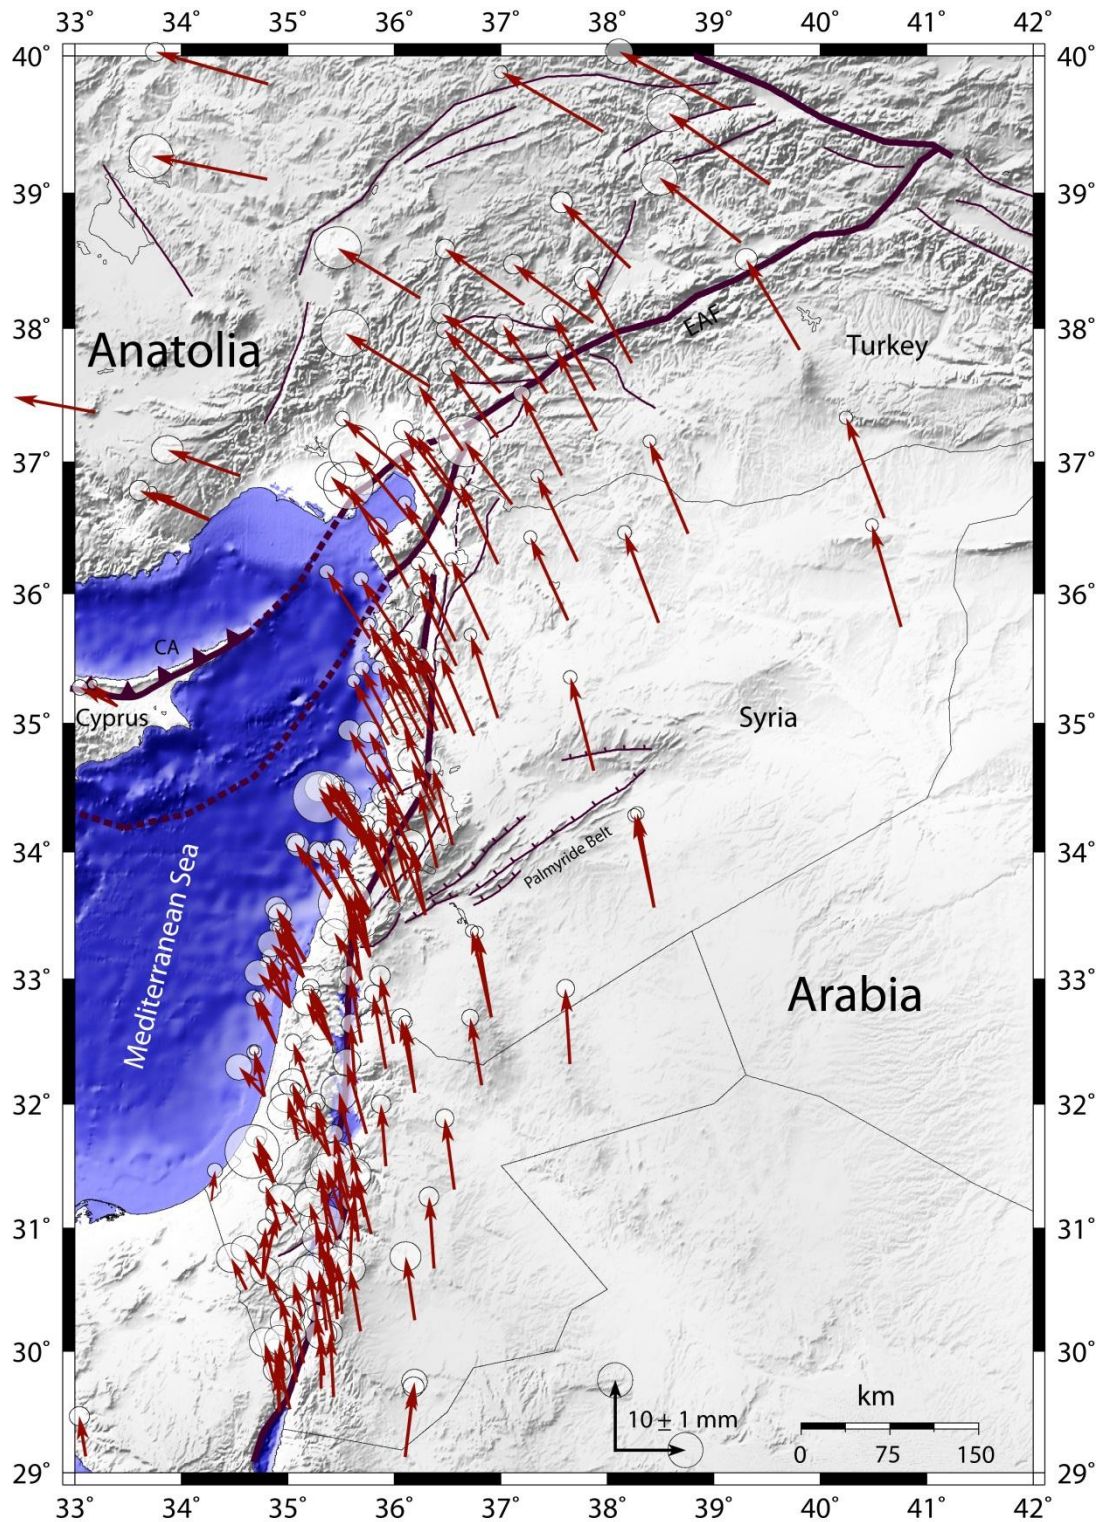 33° 34° 35° 36° 37° 38° 39° 40° 41° 42°
40° 40°
39° 39°
38° 38°
Anatolia
EAF
Turkey
37° 37°
36° 36°
CA
Cyprus
Syria
35° 35°
34° 34°
Palmyride Belt
Mediterranean Sea
33° 33°
Arabia
32° 32°
31° 31°
30° 30°
10 ± 1 mm
km
0 75 150
29° 29°
33° 34° 35° 36° 37° 38° 39° 40° 41° 42°